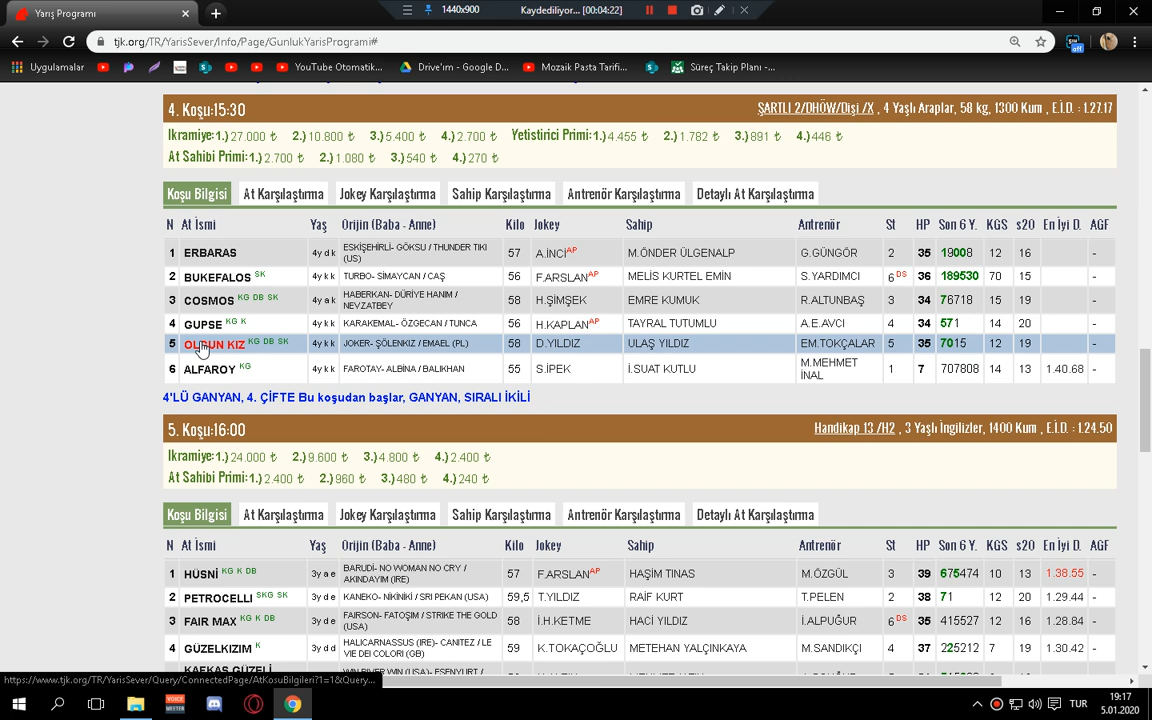 Yarış Programı
1440x900
Kaydediliyor... [00:04:22]
tjk.org/TR/YarisSever/Info/Page/GunlukYarisProgrami#
off
Uygulamalar
YouTube Otomatik...
Drive'ım - Google D...
Mozaik Pasta Tarifi...
Süreç Takip Planı -...
4. Koşu:15:30 ŞARTLI 2/DHÖW/Dişi /X , 4 Yaşlı Araplar, 58 kg, 1300 Kum , E.İ.D. : 1.27.17
Ikramiye:1.) 27.000 ₺ 2.) 10.800 ₺ 3.) 5.400 ₺ 4.) 2.700 ₺ Yetistirici Primi:1.) 4.455 ₺ 2.) 1.782 ₺ 3.) 891 ₺ 4.) 446 ₺
At Sahibi Primi:1.) 2.700 ₺ 2.) 1.080 ₺ 3.) 540 ₺ 4.) 270 ₺
Koşu Bilgisi At Karşılaştırma Jokey Karşılaştırma Sahip Karşılaştırma Antrenör Karşılaştırma Detaylı At Karşılaştırma
N At İsmi Yaş Orijin (Baba - Anne) Kilo Jokey Sahip Antrenör St HP Son 6 Y. KGS s20 En İyi D. AGF
1 ERBARAS 4y d k ESKİŞEHİRLİ- GÖKSU / THUNDER TIKI (US) 57 A.İNCİ AP M.ÖNDER ÜLGENALP G.GÜNGÖR 2 35 19008 12 16 -
2 BUKEFALOS SK 4y k k TURBO- SİMAYCAN / CAŞ 56 F.ARSLAN AP MELİS KURTEL EMİN S.YARDIMCI 6 DS 36 189530 70 15 -
3 COSMOS KG DB SK 4y a k HABERKAN- DÜRİYE HANIM / NEVZATBEY 58 H.ŞİMŞEK EMRE KUMUK R.ALTUNBAŞ 3 34 76718 15 19 -
4 GUPSE KG K 4y k k KARAKEMAL- ÖZGECAN / TUNCA 56 H.KAPLAN AP TAYRAL TUTUMLU A.E.AVCI 4 34 571 14 20 -
5 OLSUN KIZ KG DB SK 4y k k JOKER- ŞÖLENKIZ / EMAEL (PL) 58 D.YILDIZ ULAŞ YILDIZ EM.TOKÇALAR 5 35 7015 12 19 -
6 ALFAROY KG 4y k k FAROTAY- ALBİNA / BALIKHAN 55 S.İPEK İ.SUAT KUTLU M.MEHMET İNAL 1 7 707808 14 13 1.40.68 -
4'LÜ GANYAN, 4. ÇİFTE Bu koşudan başlar, GANYAN, SIRALI İKİLİ
5. Koşu:16:00 Handikap 13 /H2 , 3 Yaşlı İngilizler, 1400 Kum , E.İ.D. : 1.24.50
Ikramiye:1.) 24.000 ₺ 2.) 9.600 ₺ 3.) 4.800 ₺ 4.) 2.400 ₺
At Sahibi Primi:1.) 2.400 ₺ 2.) 960 ₺ 3.) 480 ₺ 4.) 240 ₺
Koşu Bilgisi At Karşılaştırma Jokey Karşılaştırma Sahip Karşılaştırma Antrenör Karşılaştırma Detaylı At Karşılaştırma
N At İsmi Yaş Orijin (Baba - Anne) Kilo Jokey Sahip Antrenör St HP Son 6 Y. KGS s20 En İyi D. AGF
1 HÜSNİ KG K DB 3y a e BARUDİ- NO WOMAN NO CRY / AKINDAYIM (IRE) 57 F.ARSLAN AP HAŞİM TINAS M.ÖZGÜL 3 39 675474 10 13 1.38.55 -
2 PETROCELLI SKG SK 3y d e KANEKO- NİKİNİKİ / SRI PEKAN (USA) 59,5 T.YILDIZ RAİF KURT T.PELEN 2 38 71 12 20 1.29.44 -
3 FAIR MAX KG K DB 3y d e FAIRSON- FATOŞIM / STRIKE THE GOLD (USA) 58 İ.H.KETME HACİ YILDIZ İ.ALPUĞUR 6 DS 35 415527 12 16 1.28.84 -
4 GÜZELKIZIM K 3y d d HALICARNASSUS (IRE)- CANITEZ / LE VIE DEI COLORI (GB) 59 K.TOKAÇOĞLU METEHAN YALÇINKAYA M.SANDIKÇI 4 37 225212 7 19 1.30.42 -
KAFKAS GÜZELİ
https://www.tjk.org/TR/YarisSever/Query/ConnectedPage/AtKosuBilgileri?1=1&Query...
VOICE MEETER
TUR
19:17
5.01.2020